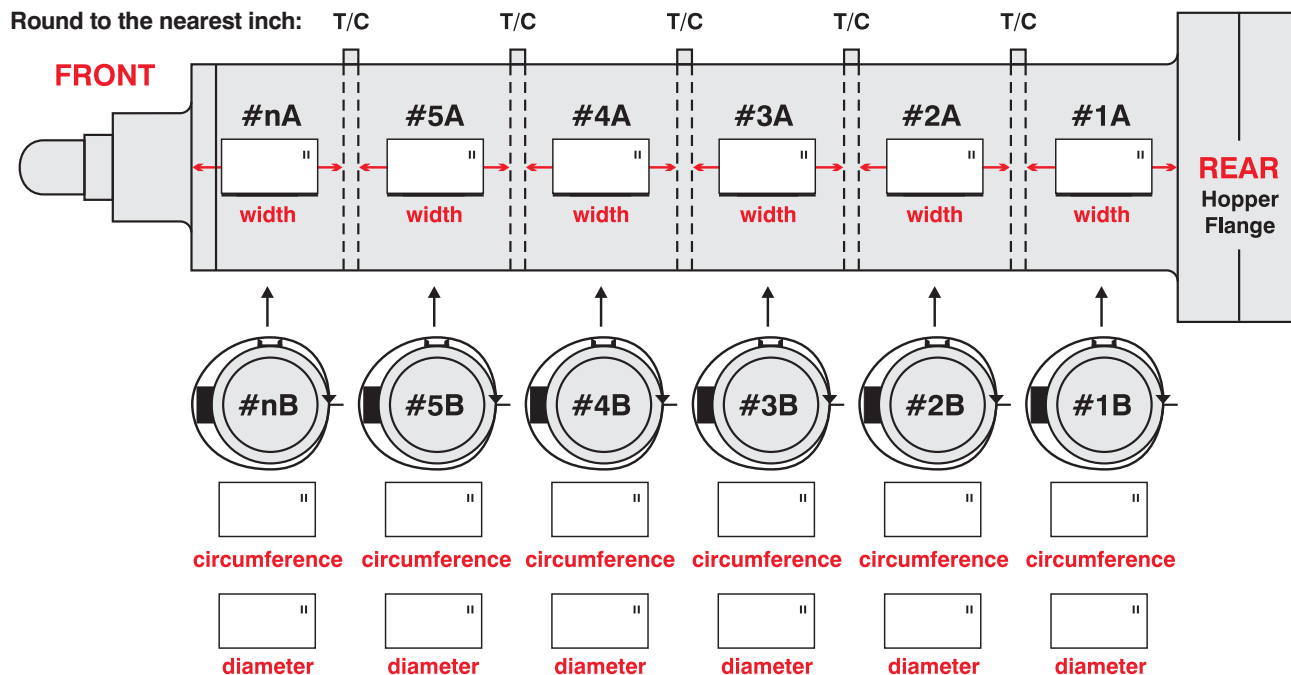 Round to the nearest inch: T/C T/C T/C T/C T/C
FRONT
#nA #5A #4A #3A #2A #1A
" " " " " "
REAR
Hopper
Flange
width width width width width width
#nB #5B #4B #3B #2B #1B
" " " " " "
circumference circumference circumference circumference circumference circumference
" " " " " "
diameter diameter diameter diameter diameter diameter